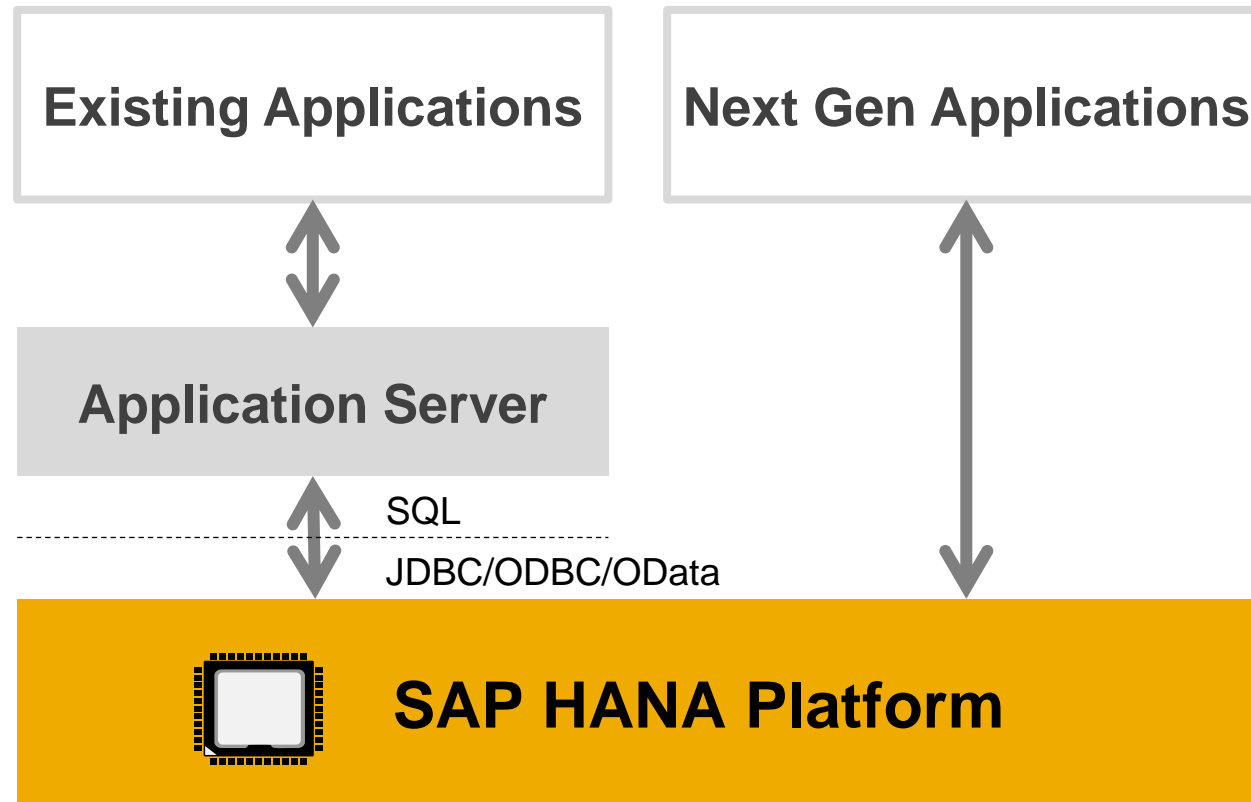 Existing Applications
Next Gen Applications
Application Server
SQL
JDBC/ODBC/OData
SAP HANA Platform